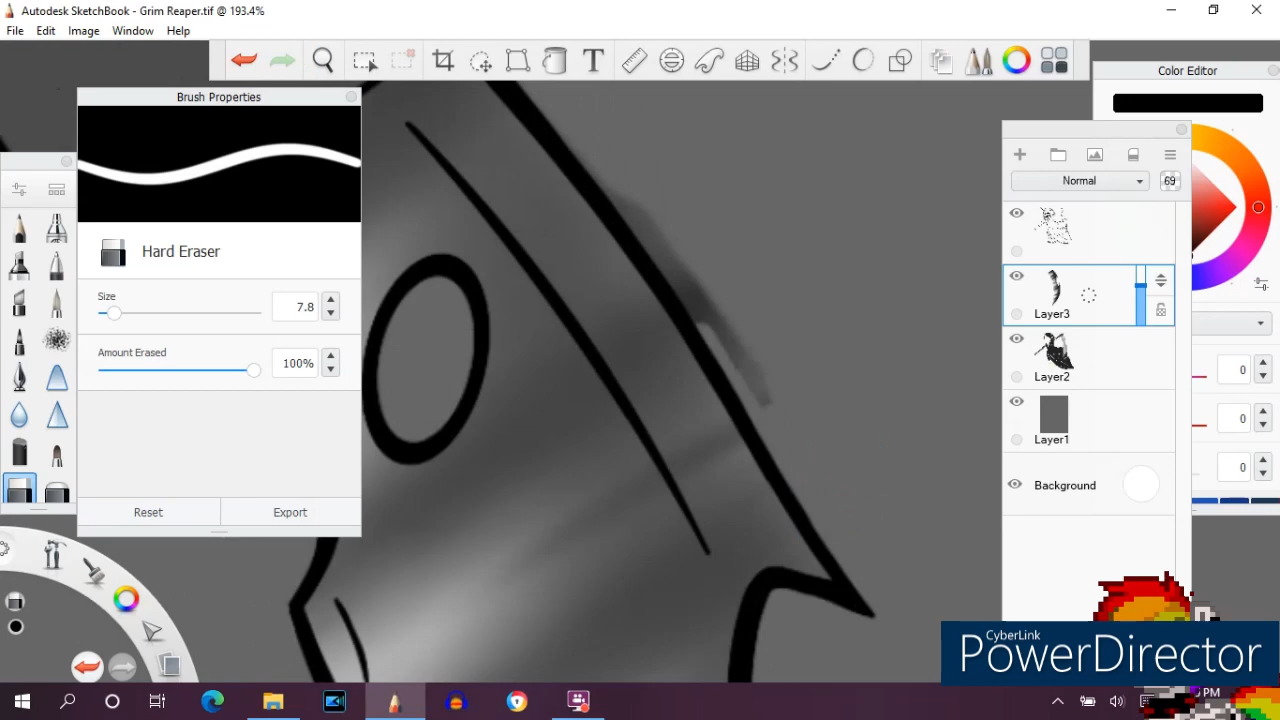 Autodesk SketchBook - Grim Reaper.tif @ 193.4%
File Edit Image Window Help
T
Brush Properties
Color Editor
Hard Eraser
Size
7.8
Amount Erased
100%
Reset Export
Normal 69
Layer3
Layer2
Layer1
Background
0
0
0
CyberLink
PowerDirector
PM